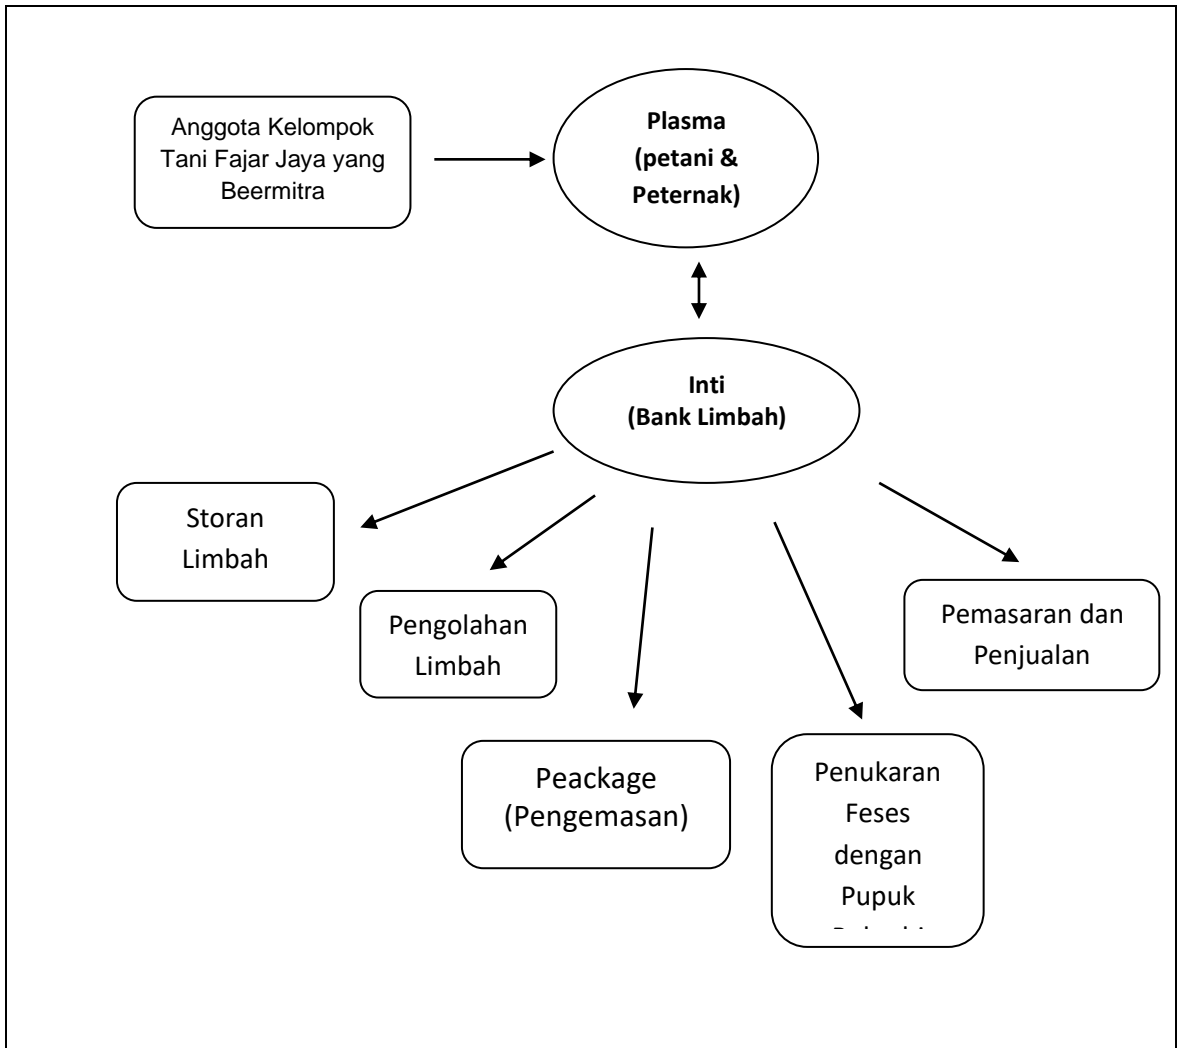 Anggota Kelompok
Tani Fajar Jaya yang
Beermitra
Plasma
(petani &
Peternak)
Inti
(Bank Limbah)
Storan
Limbah
Pengolahan
Limbah
Peackage
(Pengemasan)
Penukaran
Feses
dengan
Pupuk
Pemasaran dan
Penjualan